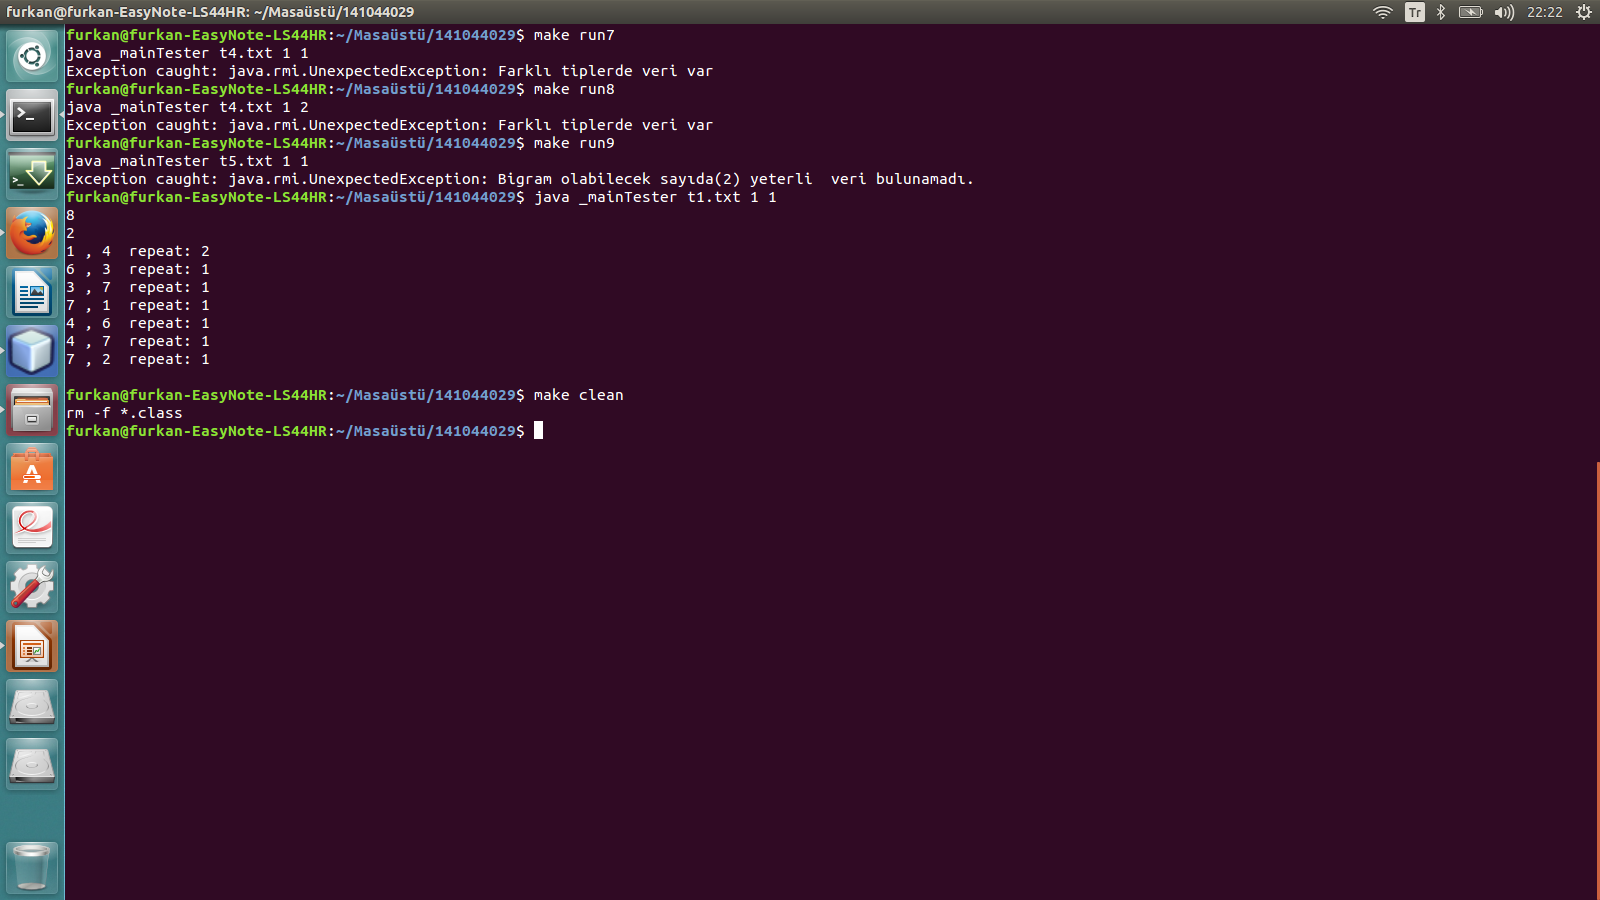 furkan@furkan-EasyNote-LS44HR: ~/Masaüstü/141044029
Tr
22:22
furkan@furkan-EasyNote-LS44HR:~/Masaüstü/141044029$ make run7
java _mainTester t4.txt 1 1
Exception caught: java.rmi.UnexpectedException: Farklı tiplerde veri var
furkan@furkan-EasyNote-LS44HR:~/Masaüstü/141044029$ make run8
java _mainTester t4.txt 1 2
Exception caught: java.rmi.UnexpectedException: Farklı tiplerde veri var
furkan@furkan-EasyNote-LS44HR:~/Masaüstü/141044029$ make run9
java _mainTester t5.txt 1 1
Exception caught: java.rmi.UnexpectedException: Bigram olabilecek sayıda(2) yeterli  veri bulunamadı.
furkan@furkan-EasyNote-LS44HR:~/Masaüstü/141044029$ java _mainTester t1.txt 1 1
8
2
1 , 4  repeat: 2
6 , 3  repeat: 1
3 , 7  repeat: 1
7 , 1  repeat: 1
4 , 6  repeat: 1
4 , 7  repeat: 1
7 , 2  repeat: 1
furkan@furkan-EasyNote-LS44HR:~/Masaüstü/141044029$ make clean
rm -f *.class
furkan@furkan-EasyNote-LS44HR:~/Masaüstü/141044029$